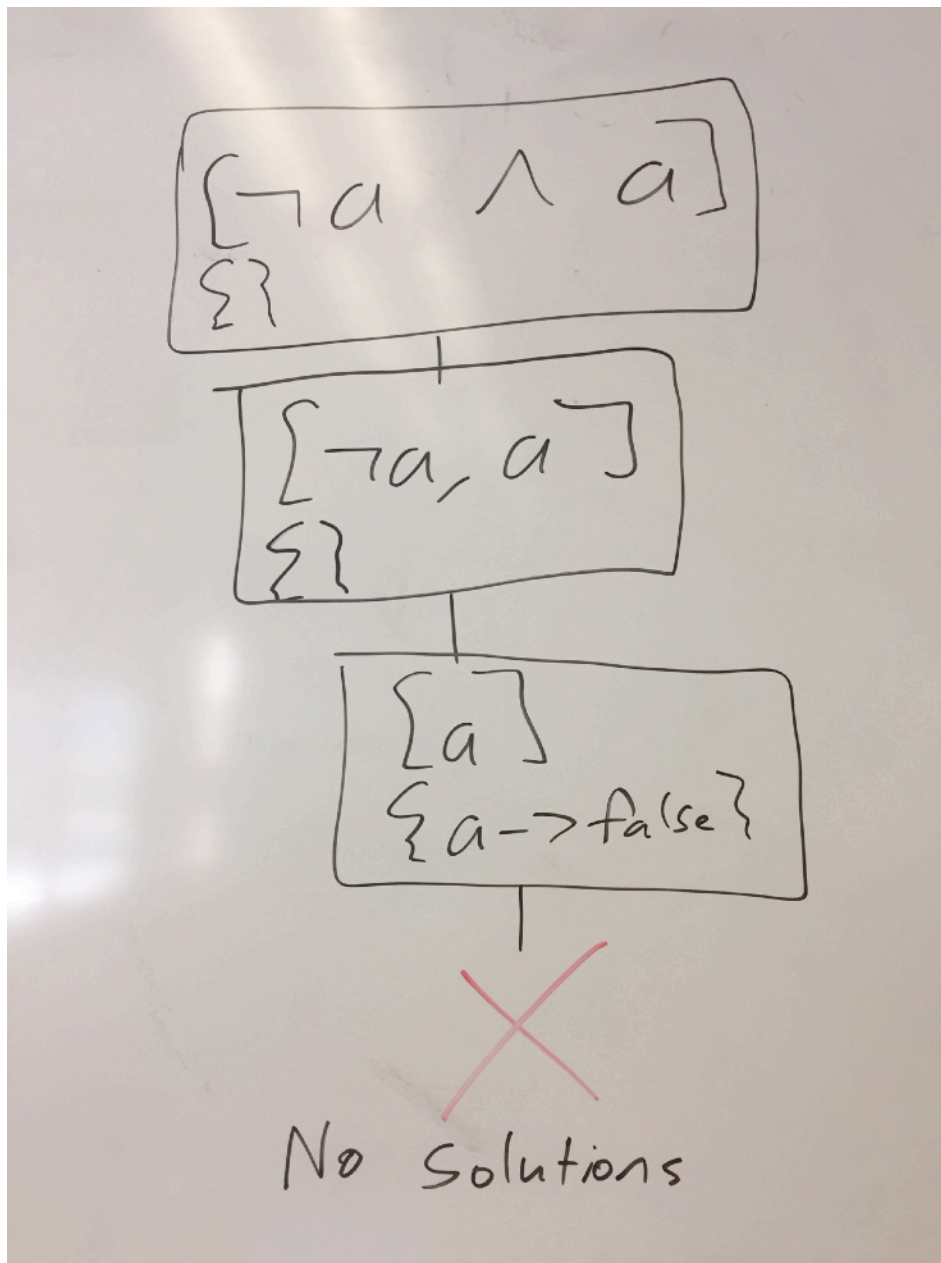 [¬a ∧ a]
{}
[¬a, a]
{}
[a]
{a->false}
No solutions